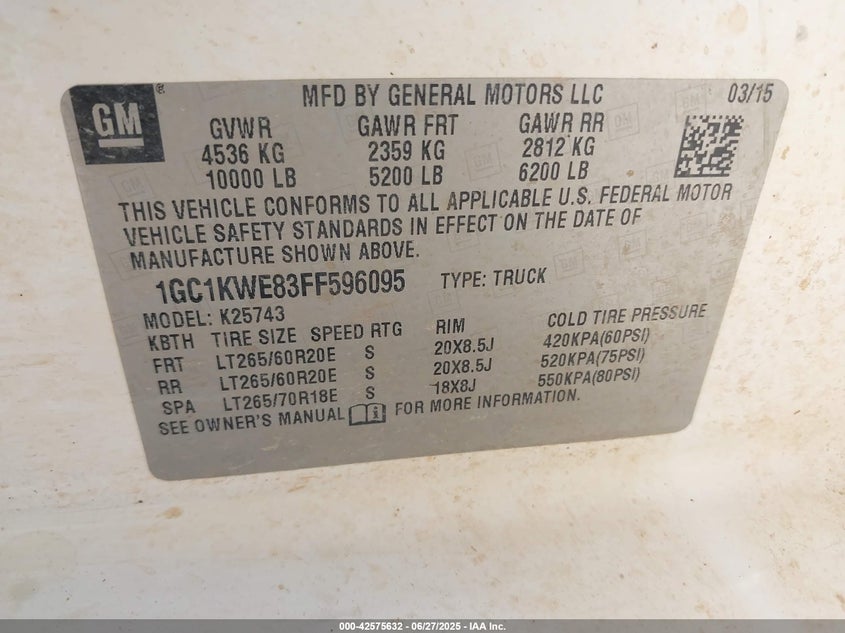 GM ® MFD BY GENERAL MOTORS LLC 03/15
GVWR GAWR FRT GAWR RR
4536 KG 2359 KG 2812 KG
10000 LB 5200 LB 6200 LB
THIS VEHICLE CONFORMS TO ALL APPLICABLE U.S. FEDERAL MOTOR
VEHICLE SAFETY STANDARDS IN EFFECT ON THE DATE OF
MANUFACTURE SHOWN ABOVE.
1GC1KWE83FF596095 TYPE: TRUCK
MODEL: K25743
KBTH TIRE SIZE SPEED RTG RIM COLD TIRE PRESSURE
FRT LT265/60R20E S 20X8.5J 420KPA(60PSI)
RR LT265/60R20E S 20X8.5J 520KPA(75PSI)
SPA LT265/70R18E S 18X8J 550KPA(80PSI)
SEE OWNER'S MANUAL FOR MORE INFORMATION.
000-42575632 - 06/27/2025 - IAA Inc.